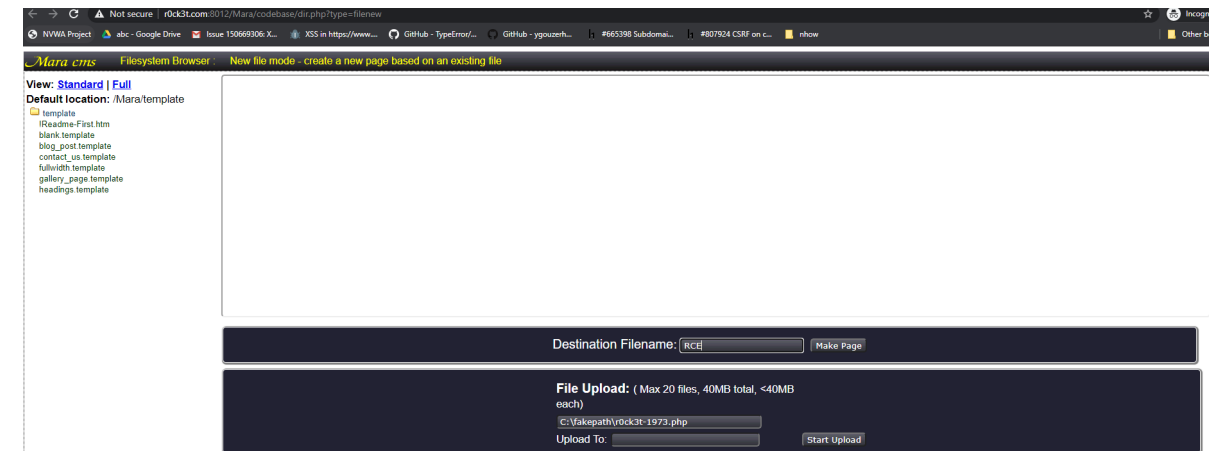 Not secure r0ck3t.com:8012/Mara/codebase/dir.php?type=filenew Incogn
NVWA Project abc - Google Drive Issue 150669306: X... XSS in https://www.... GitHub - TypeError/... GitHub - ygouzerh... #665398 Subdomai... #807924 CSRF on c... nhow Other b
Mara cms Filesystem Browser : New file mode - create a new page based on an existing file
View: Standard | Full
Default location: /Mara/template
template
!Readme-First.htm
blank.template
blog_post.template
contact_us.template
fullwidth.template
gallery_page.template
headings.template
Destination Filename: RCE Make Page
File Upload: ( Max 20 files, 40MB total, <40MB
each)
C:\fakepath\r0ck3t-1973.php
Upload To: Start Upload